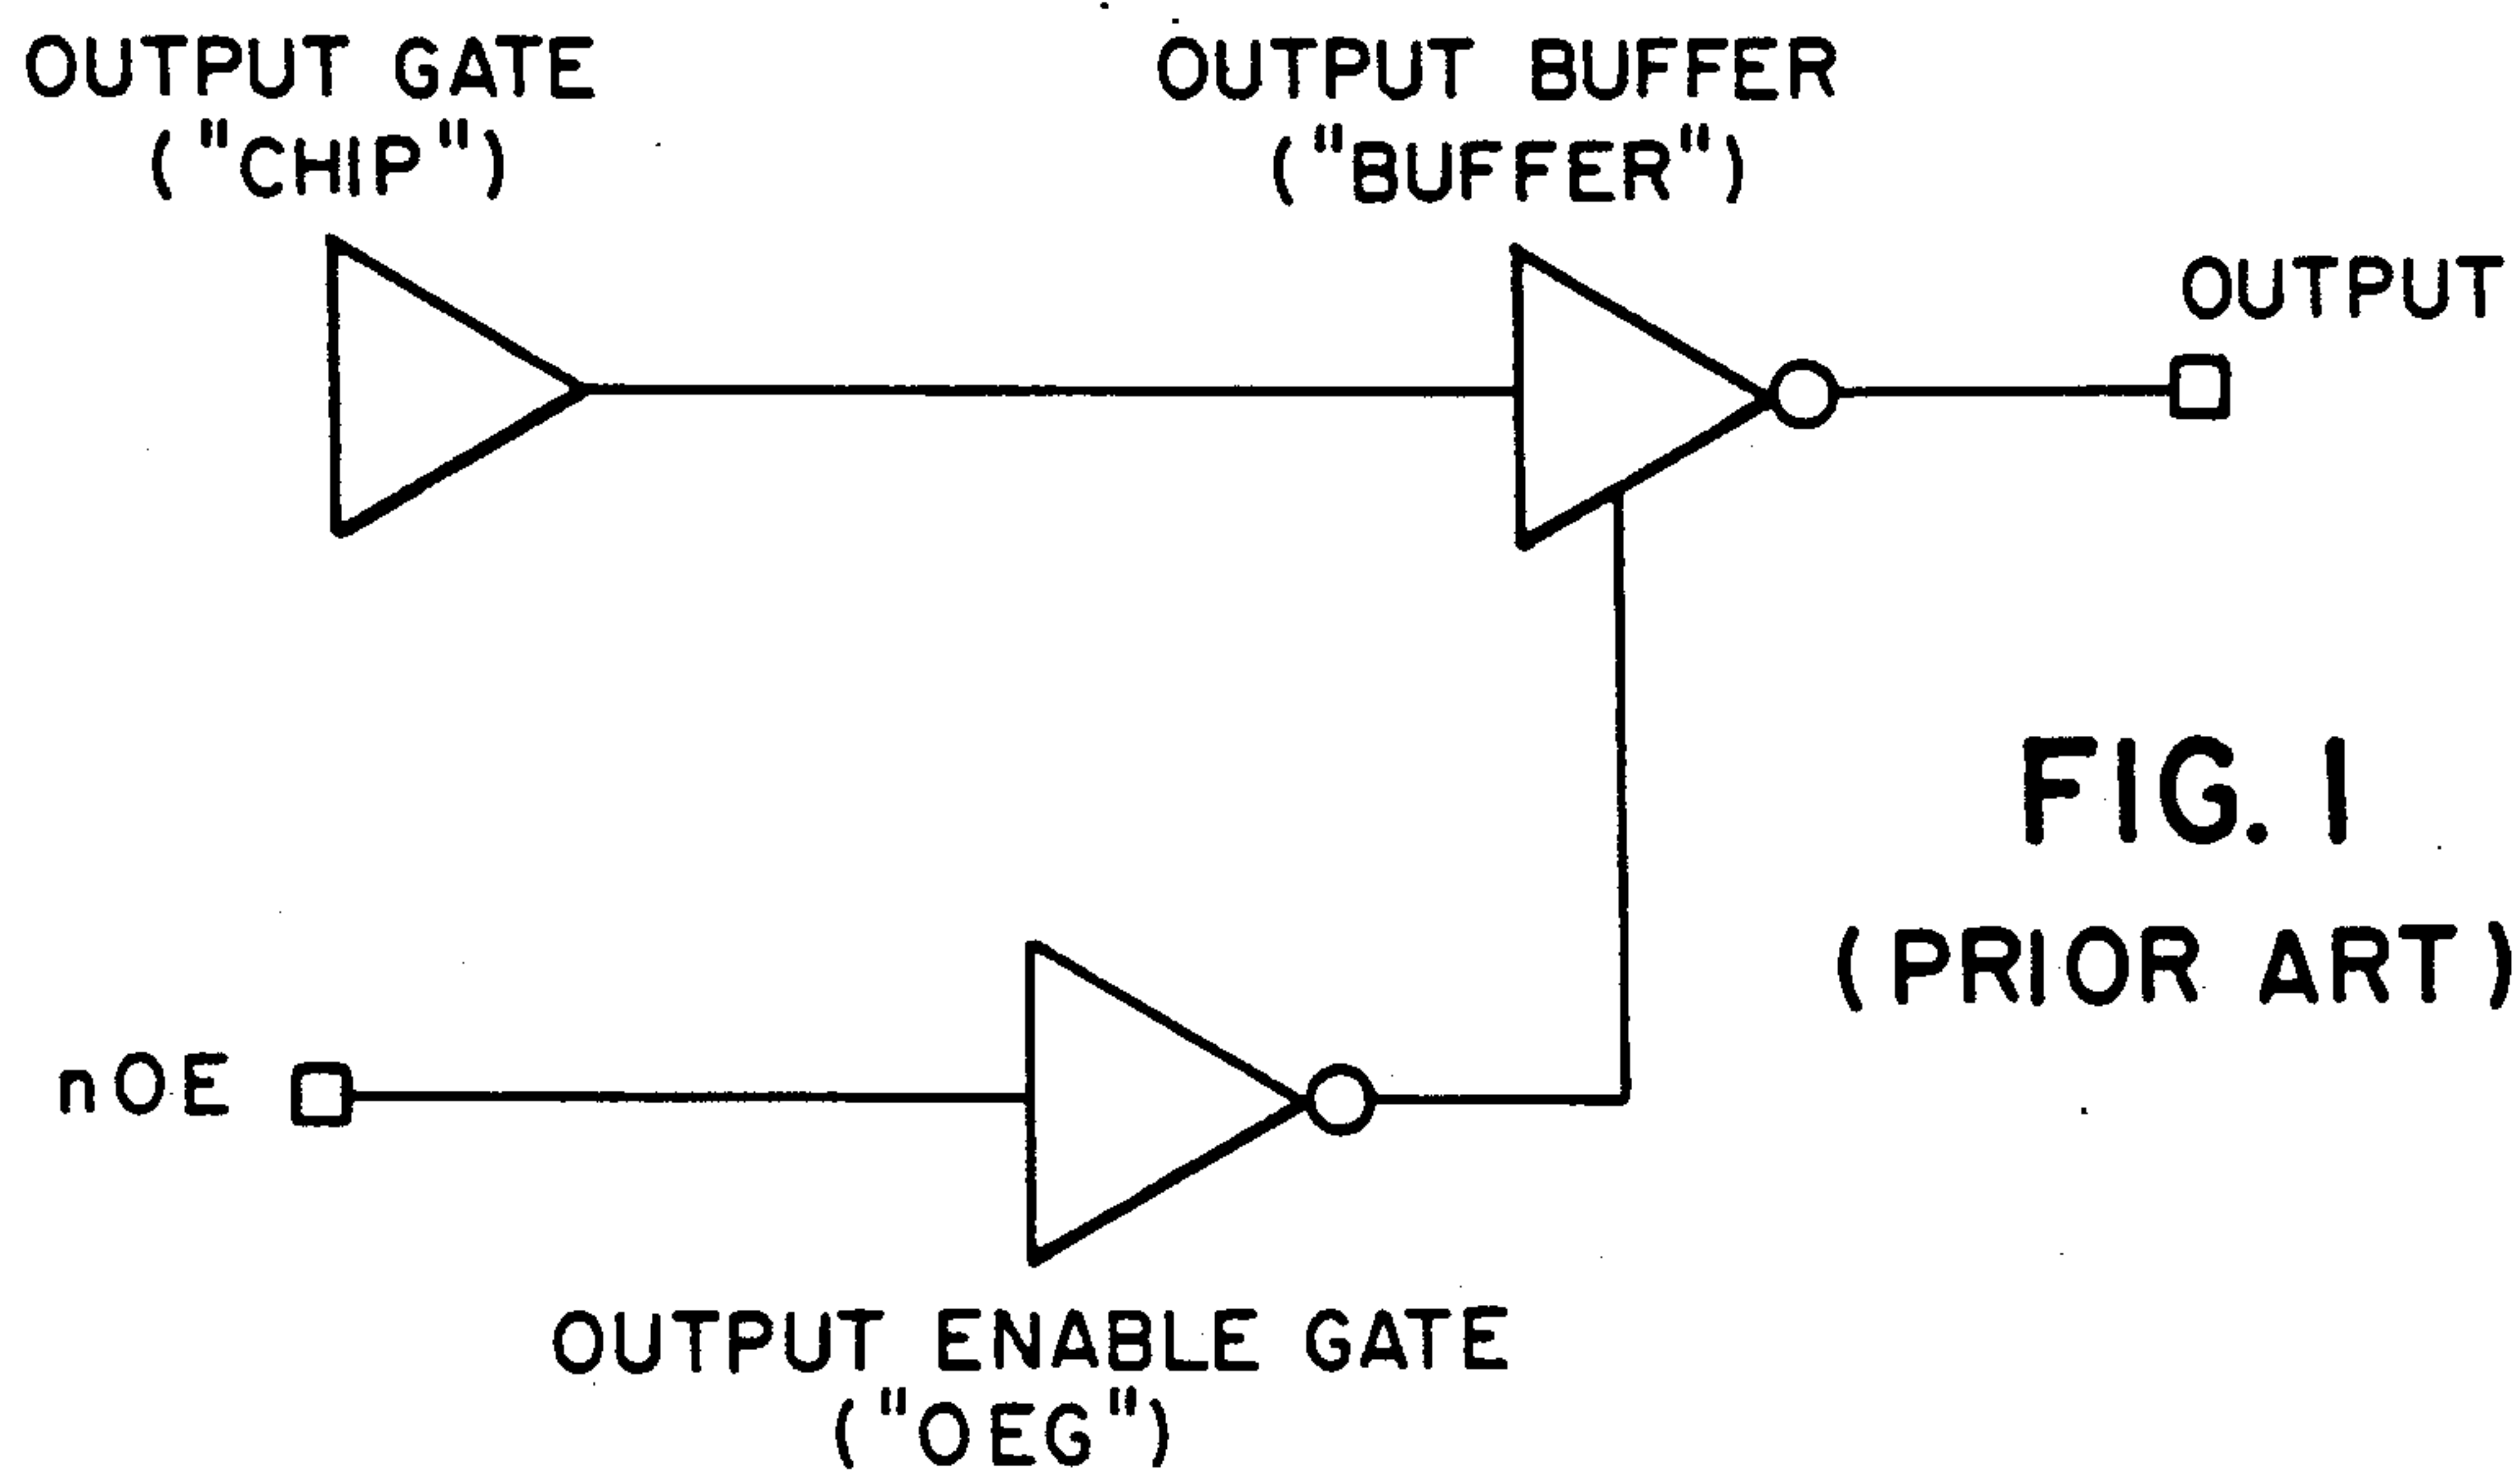 OUTPUT GATE
("CHIP")
OUTPUT BUFFER
("BUFFER")
OUTPUT
FIG. 1
(PRIOR ART)
nOE
OUTPUT ENABLE GATE
("OEG")